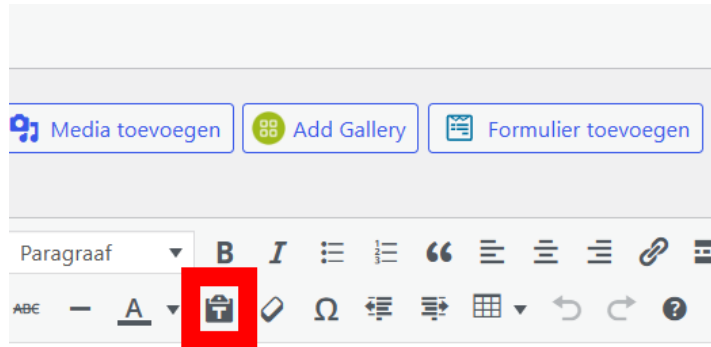 Media toevoegen Add Gallery Formulier toevoegen
Paragraaf B I
ABC A T Ω ?